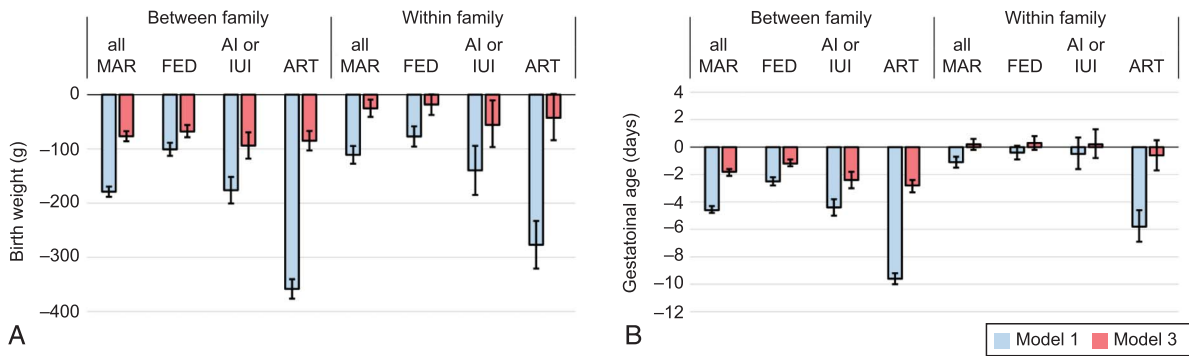 Between family Within family
all MAR FED AI or IUI ART all MAR FED AI or IUI ART
0
–100
–200
–300
–400
Birth weight (g)
A
Between family Within family
all MAR FED AI or IUI ART all MAR FED AI or IUI ART
4
2
0
–2
–4
–6
–8
–10
–12
Gestatoinal age (days)
B
Model 1 Model 3